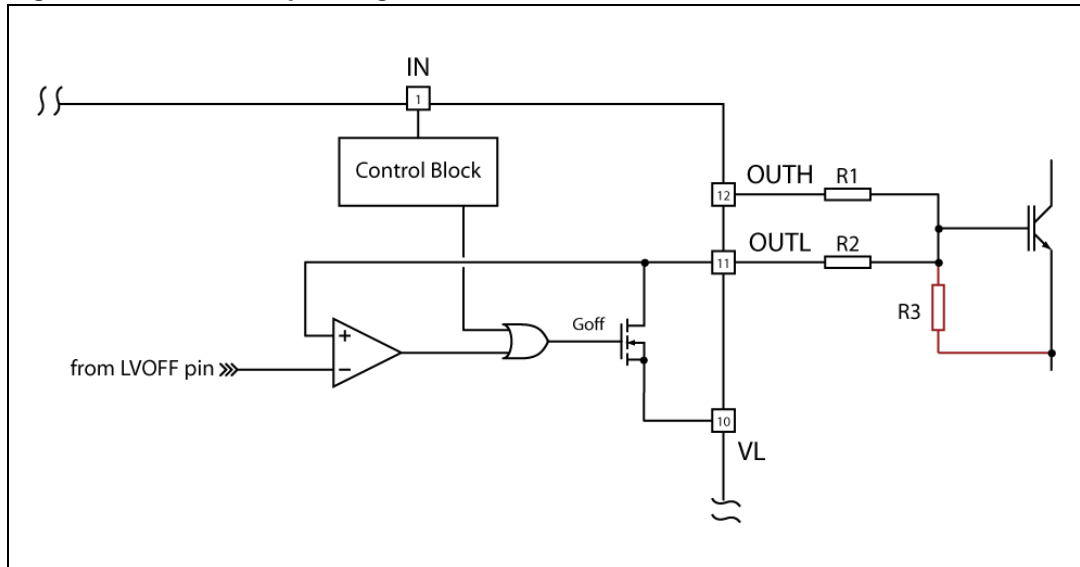 IN
1
Control Block
OUTH
R1
12
OUTL
R2
11
R3
Goff
+
−
from LVOFF pin
10
VL